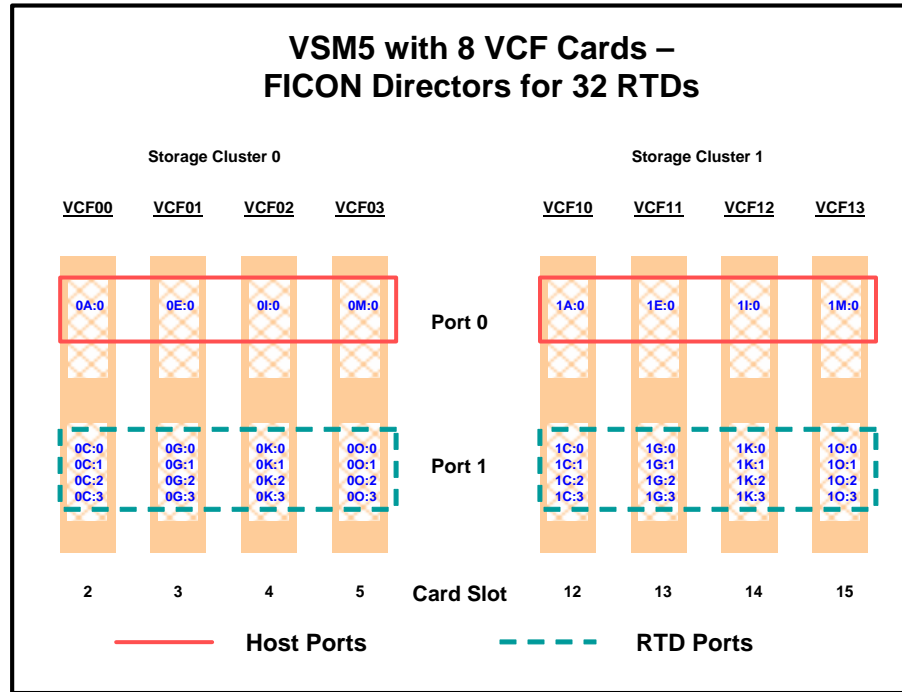 VSM5 with 8 VCF Cards –
FICON Directors for 32 RTDs
Storage Cluster 0 Storage Cluster 1
VCF00 VCF01 VCF02 VCF03 VCF10 VCF11 VCF12 VCF13
0A:0 0E:0 0I:0 0M:0 Port 0 1A:0 1E:0 1I:0 1M:0
0C:0 0G:0 0K:0 0O:0 1C:0 1G:0 1K:0 1O:0
0C:1 0G:1 0K:1 0O:1 Port 1 1C:1 1G:1 1K:1 1O:1
0C:2 0G:2 0K:2 0O:2 1C:2 1G:2 1K:2 1O:2
0C:3 0G:3 0K:3 0O:3 1C:3 1G:3 1K:3 1O:3
2 3 4 5 Card Slot 12 13 14 15
Host Ports RTD Ports